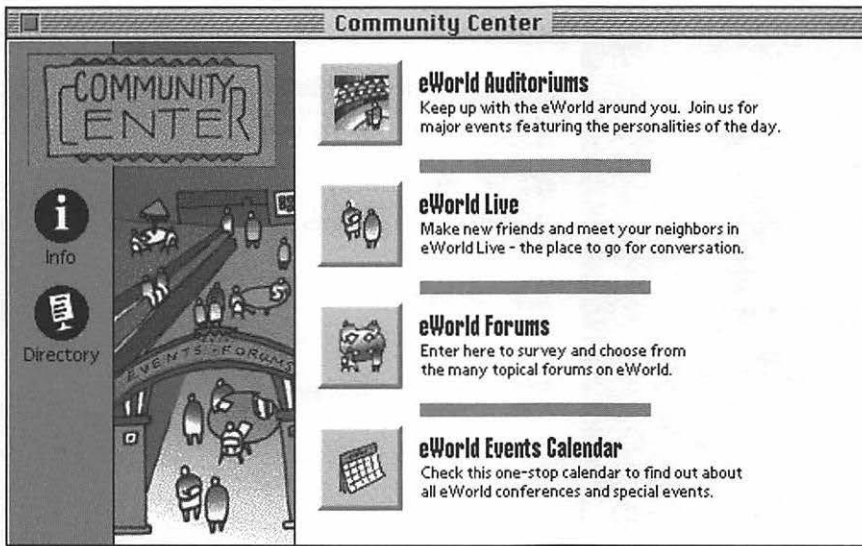 Community Center
COMMUNITY
CENTER
Info
Directory
EVENTS • FORUMS
eWorld Auditoriums
Keep up with the eWorld around you. Join us for
major events featuring the personalities of the day.
eWorld Live
Make new friends and meet your neighbors in
eWorld Live - the place to go for conversation.
eWorld Forums
Enter here to survey and choose from
the many topical forums on eWorld.
eWorld Events Calendar
Check this one-stop calendar to find out about
all eWorld conferences and special events.